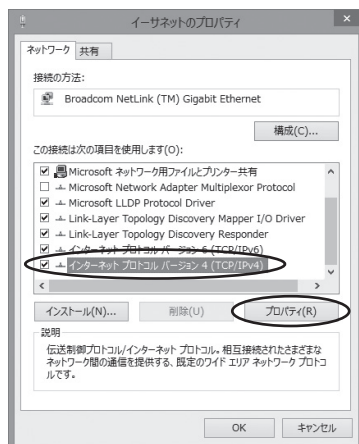 イーサネットのプロパティ
ネットワーク 共有
接続の方法:
Broadcom NetLink (TM) Gigabit Ethernet
構成(C)...
この接続は次の項目を使用します(O):
Microsoft ネットワーク用ファイルとプリンター共有
Microsoft Network Adapter Multiplexor Protocol
Microsoft LLDP Protocol Driver
Link-Layer Topology Discovery Mapper I/O Driver
Link-Layer Topology Discovery Responder
インターネット プロトコル バージョン 6 (TCP/IPv6)
インターネット プロトコル バージョン 4 (TCP/IPv4)
インストール(N)... 削除(U) プロパティ(R)
説明
伝送制御プロトコル/インターネット プロトコル。相互接続されたさまざまな
ネットワーク間の通信を提供する、既定のワイド エリア ネットワーク プロトコ
ルです。
OK キャンセル